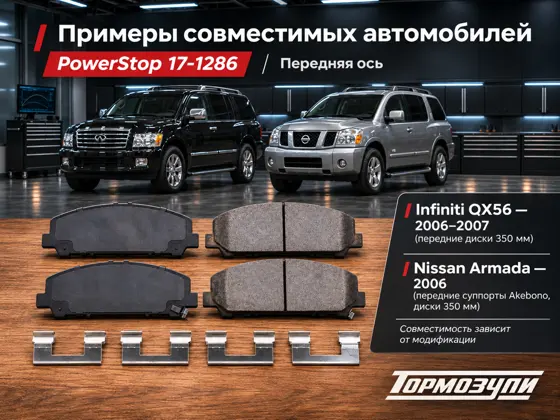 Примеры совместимых автомобилей
PowerStop 17-1286 / Передняя ось
Infiniti QX56 —
2006–2007
(передние диски 350 мм)
Nissan Armada —
2006
(передние суппорты Akebono,
диски 350 мм)
Совместимость зависит
от модификации
ТОРМОЗУПИ